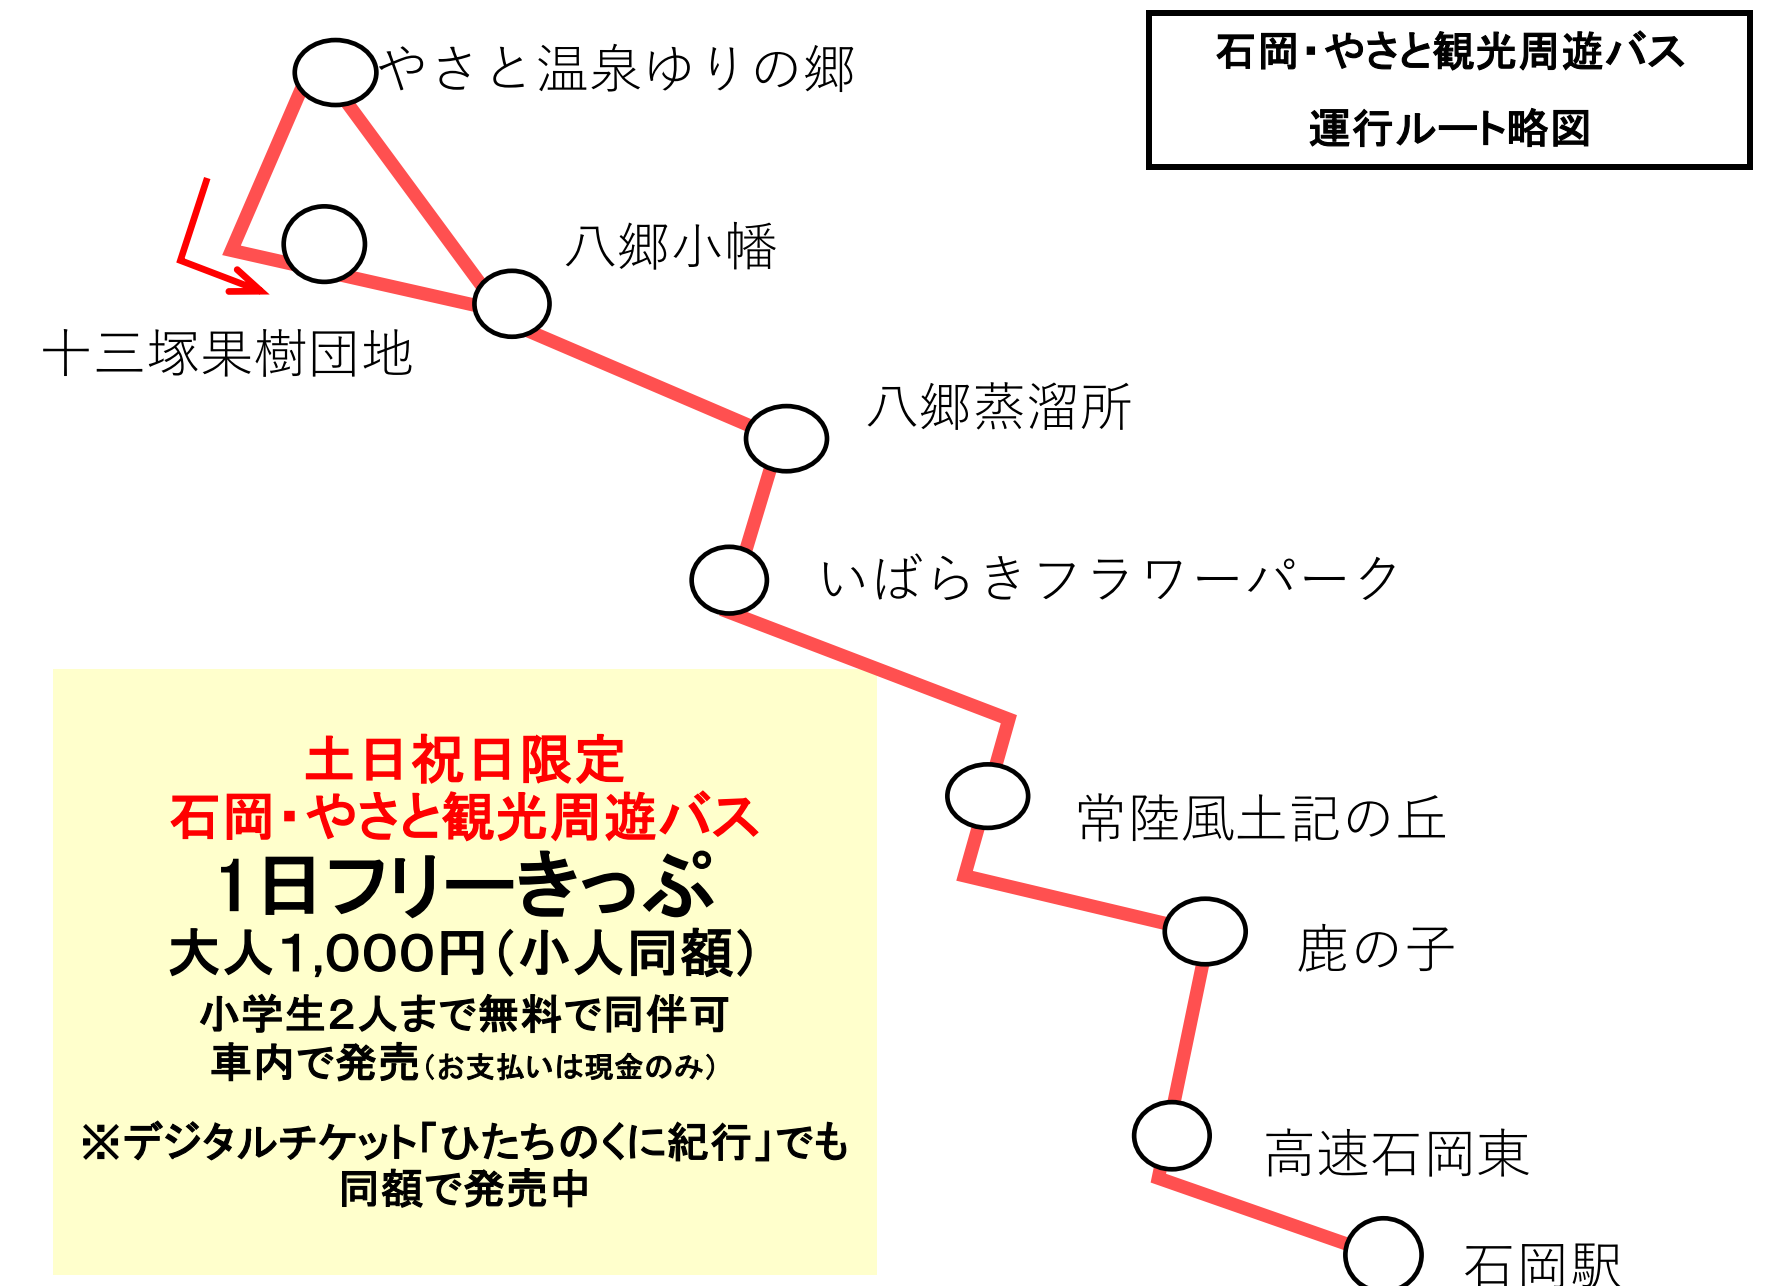 石岡・やさと観光周遊バス
運行ルート略図
やさと温泉ゆりの郷
八郷小幡
十三塚果樹団地
八郷蒸溜所
いばらきフラワーパーク
常陸風土記の丘
鹿の子
高速石岡東
石岡駅
土日祝日限定
石岡・やさと観光周遊バス
1日フリーきっぷ
大人1,000円（小人同額）
小学生2人まで無料で同伴可
車内で発売（お支払いは現金のみ）
※デジタルチケット「ひたちのくに紀行」でも
同額で発売中